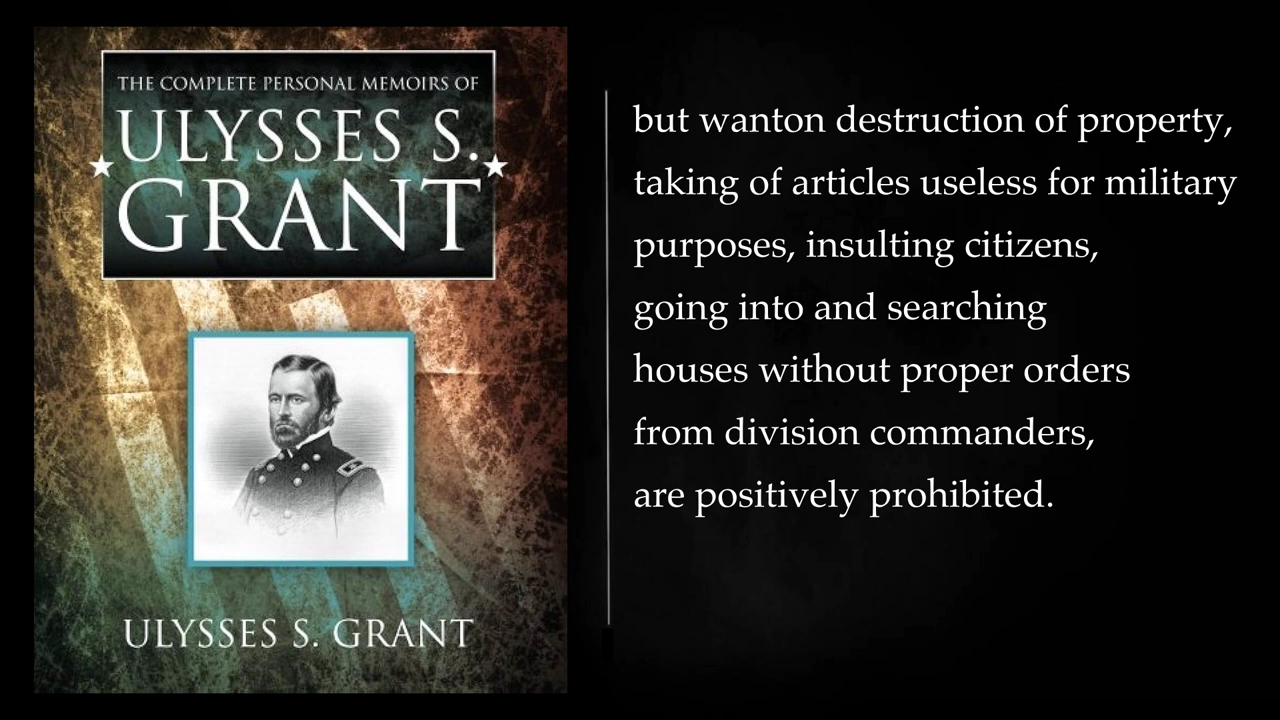 THE COMPLETE PERSONAL MEMOIRS OF
ULYSSES S.
GRANT
ULYSSES S. GRANT
but wanton destruction of property,
taking of articles useless for military
purposes, insulting citizens,
going into and searching
houses without proper orders
from division commanders,
are positively prohibited.